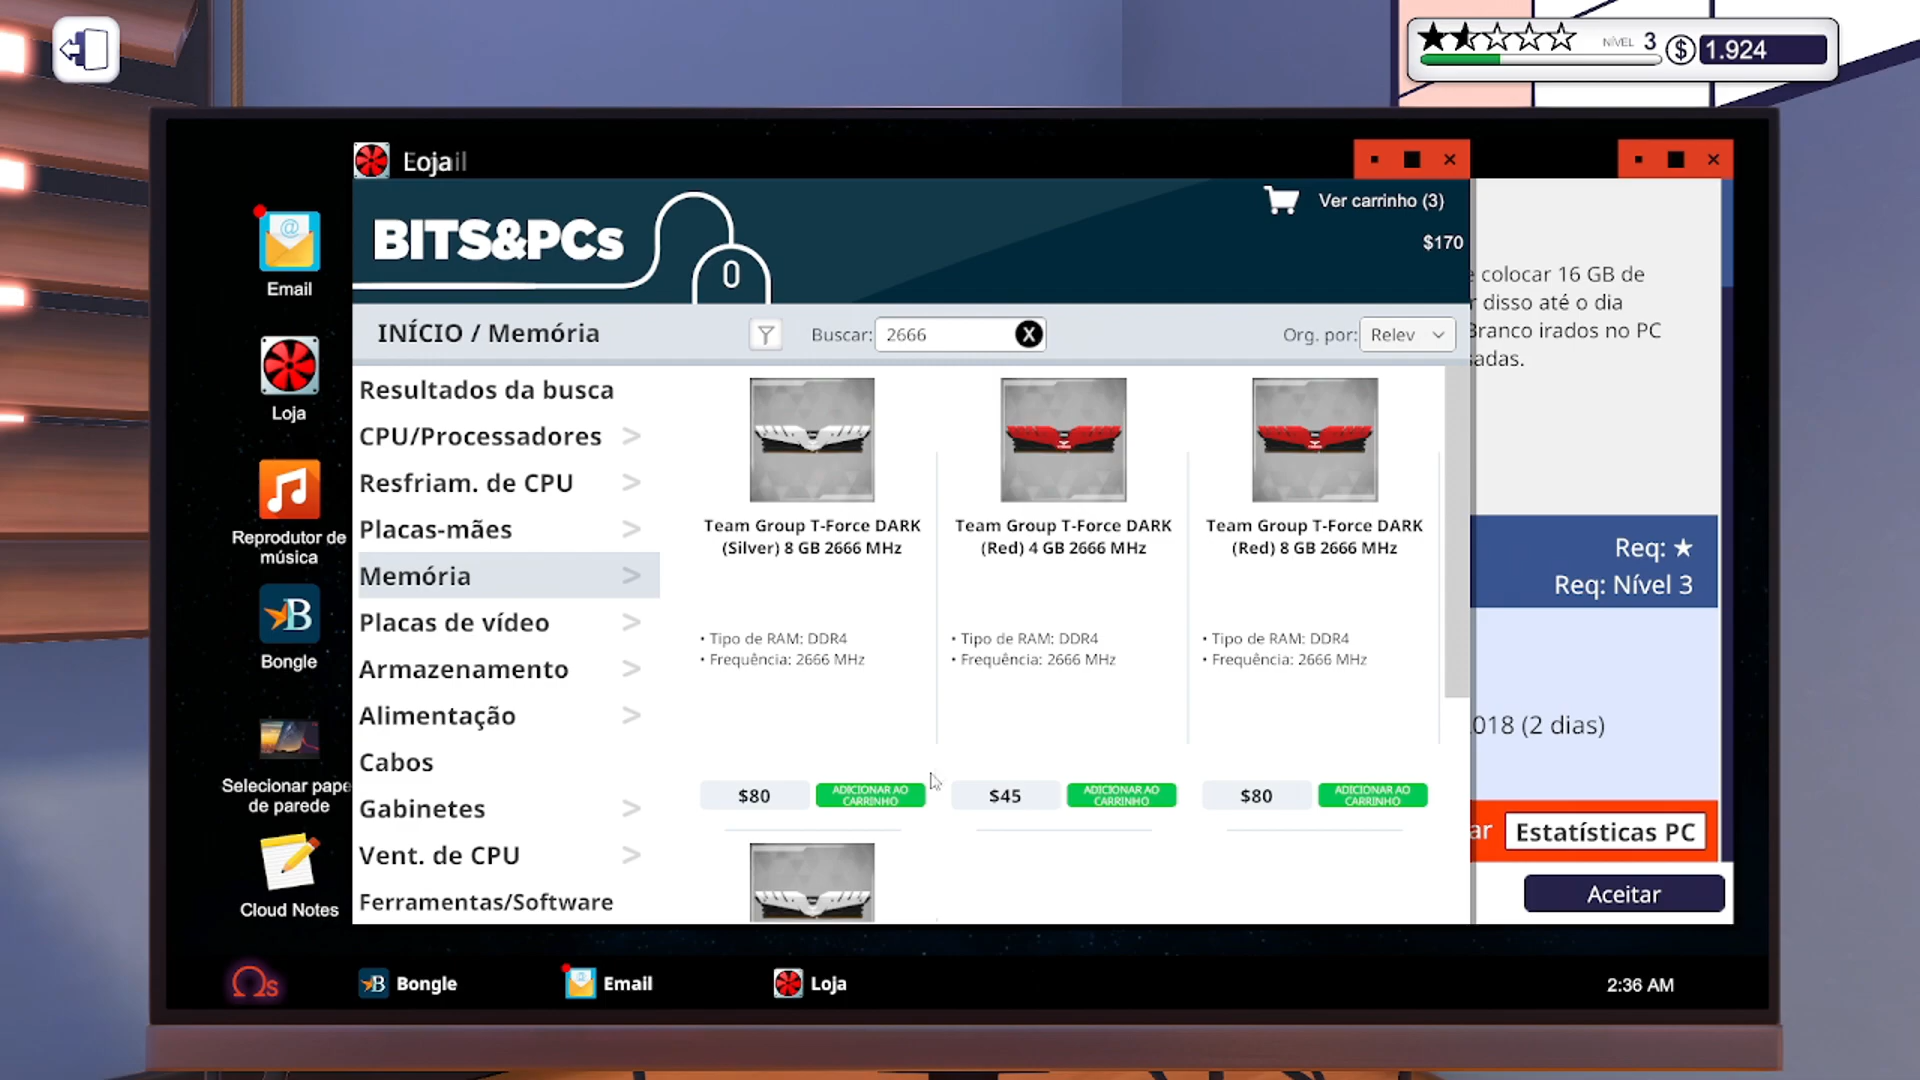 NÍVEL 3
$ 1.924
Loja
Email
Loja
Reprodutor de
música
Bongle
Selecionar pape
de parede
Cloud Notes
BITS&PCs
Ver carrinho (3)
$170
INÍCIO / Memória
Buscar: 2666 X
Org. por: Relev
Resultados da busca
CPU/Processadores >
Resfriam. de CPU >
Placas-mães >
Memória >
Placas de vídeo >
Armazenamento >
Alimentação >
Cabos
Gabinetes >
Vent. de CPU >
Ferramentas/Software
Team Group T-Force DARK
(Silver) 8 GB 2666 MHz
• Tipo de RAM: DDR4
• Frequência: 2666 MHz
$80
ADICIONAR AO
CARRINHO
Team Group T-Force DARK
(Red) 4 GB 2666 MHz
• Tipo de RAM: DDR4
• Frequência: 2666 MHz
$45
ADICIONAR AO
CARRINHO
Team Group T-Force DARK
(Red) 8 GB 2666 MHz
• Tipo de RAM: DDR4
• Frequência: 2666 MHz
$80
ADICIONAR AO
CARRINHO
colocar 16 GB de
disso até o dia
Branco irados no PC
Req: ★
Req: Nível 3
2018 (2 dias)
Estatísticas PC
Aceitar
Ωs
Bongle
Email
Loja
2:36 AM